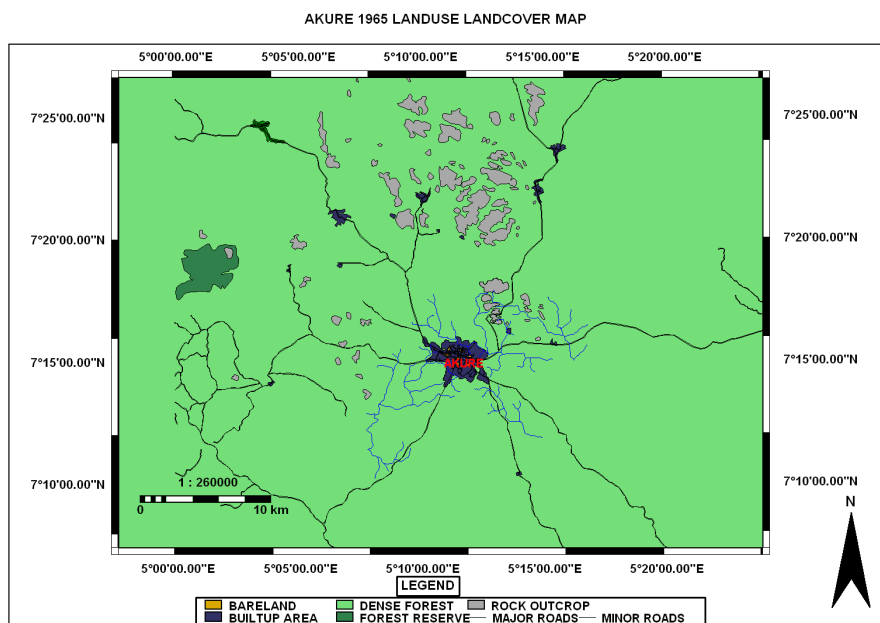 AKURE 1965 LANDUSE LANDCOVER MAP
5°00'00.00"E 5°05'00.00"E 5°10'00.00"E 5°15'00.00"E 5°20'00.00"E
7°25'00.00"N 7°25'00.00"N
7°20'00.00"N 7°20'00.00"N
7°15'00.00"N 7°15'00.00"N
AKURE
7°10'00.00"N 7°10'00.00"N
1 : 260000
0 10 km
N
5°00'00.00"E 5°05'00.00"E 5°10'00.00"E 5°15'00.00"E 5°20'00.00"E
LEGEND
BARELAND DENSE FOREST ROCK OUTCROP
BUILTUP AREA FOREST RESERVE MAJOR ROADS MINOR ROADS